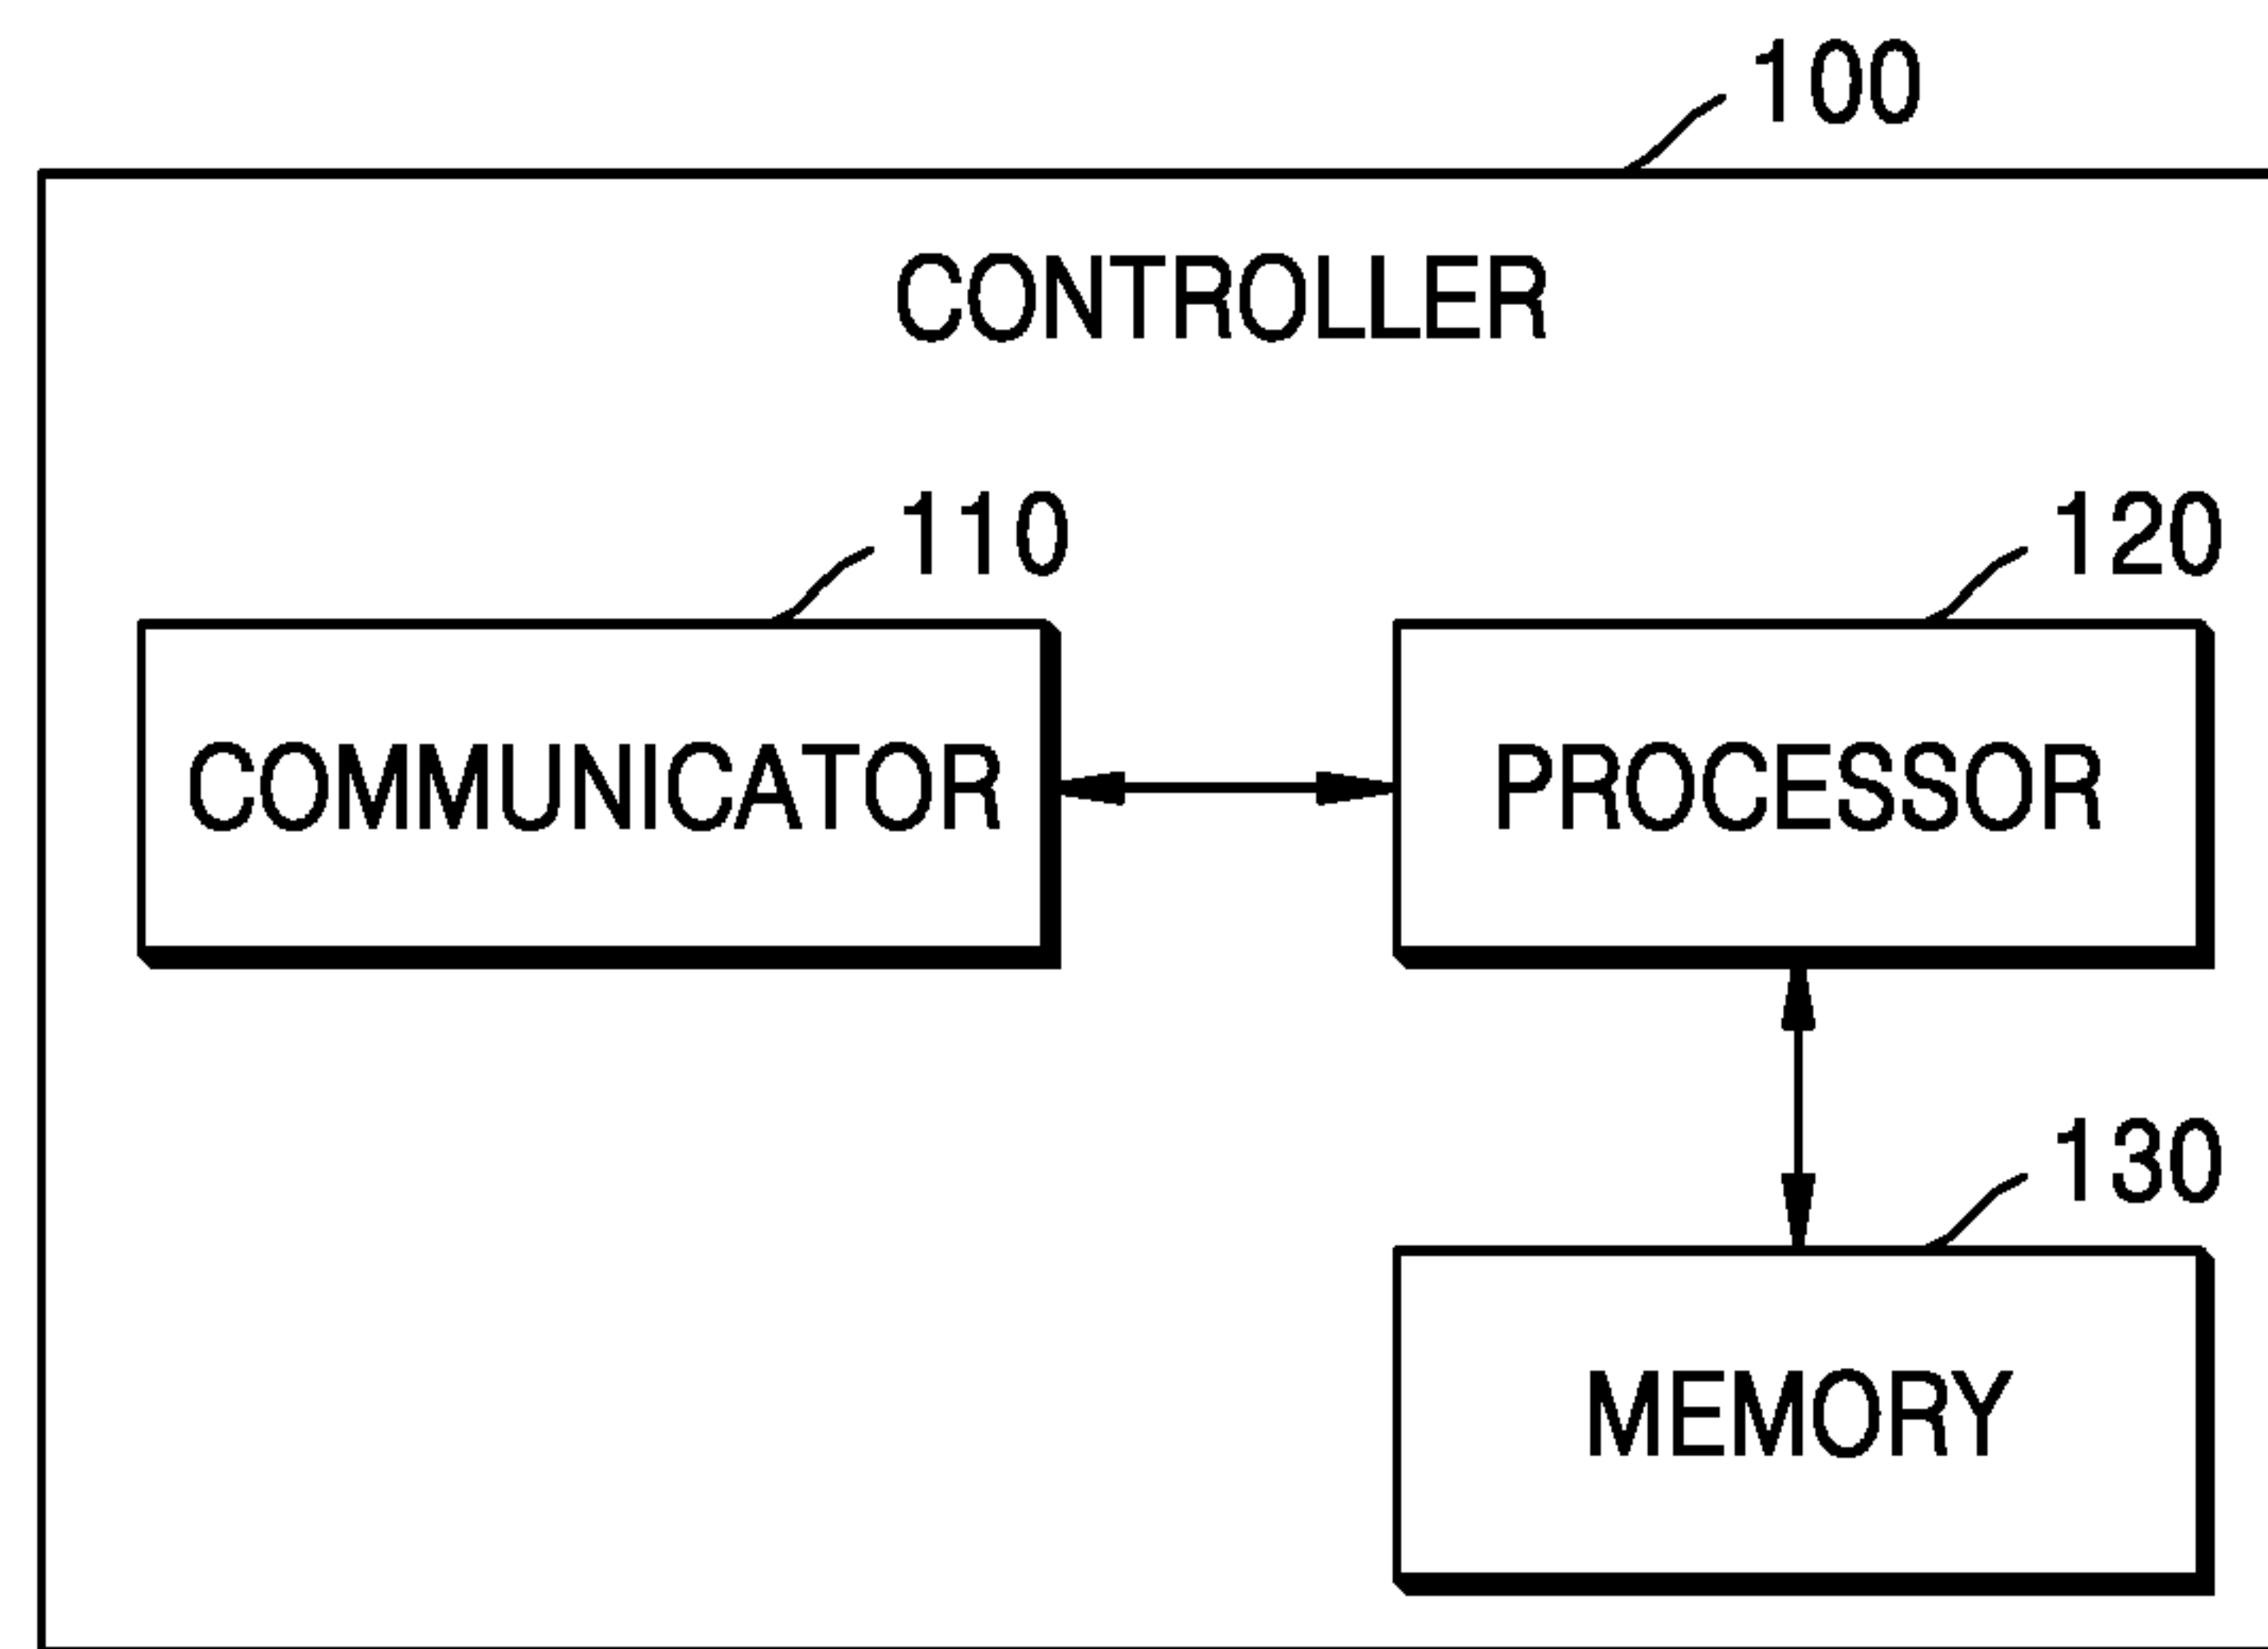 100
CONTROLLER
110
120
COMMUNICATOR
PROCESSOR
130
MEMORY